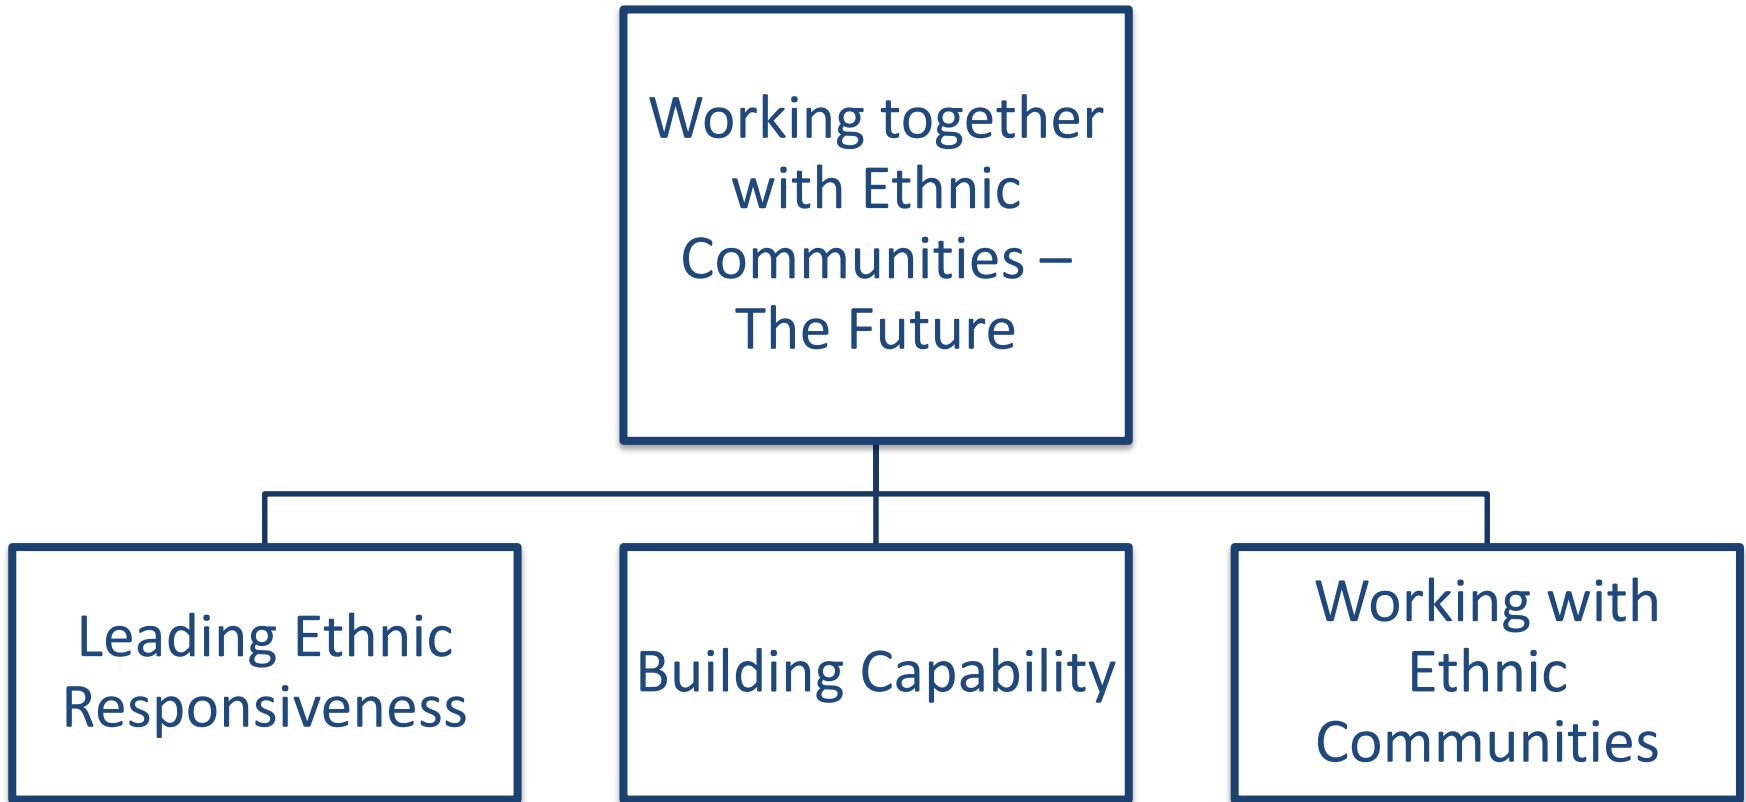 Working together
with Ethnic
Communities –
The Future
Leading Ethnic
Responsiveness
Building Capability
Working with
Ethnic
Communities